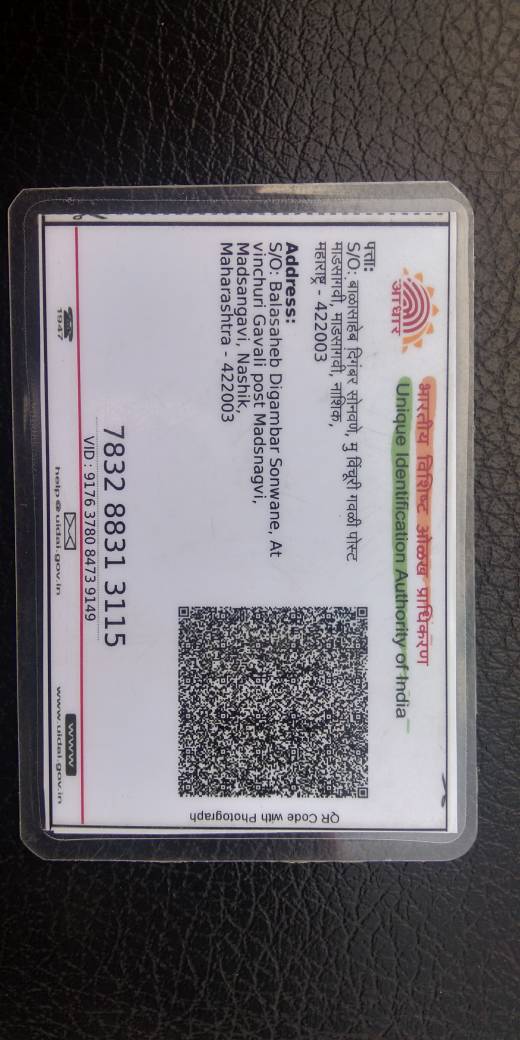 भारतीय विशिष्ट ओळख प्राधिकरण
Unique Identification Authority of India
आधार
पत्ता:
S/O: बाळासाहेब दिगंबर सोनवणे, मु विंचूरी गवळी पोस्ट
माडसांगवी, माडसांगवी, नाशिक,
महाराष्ट्र - 422003
Address:
S/O: Balasaheb Digambar Sonwane, At
vinchuri Gavali post Madsnagvi,
Madsangavi, Nashik,
Maharashtra - 422003
QR Code with Photograph
7832 8831 3115
VID : 9176 3780 8473 9149
1947
help@uidai.gov.in
www
www.uidai.gov.in